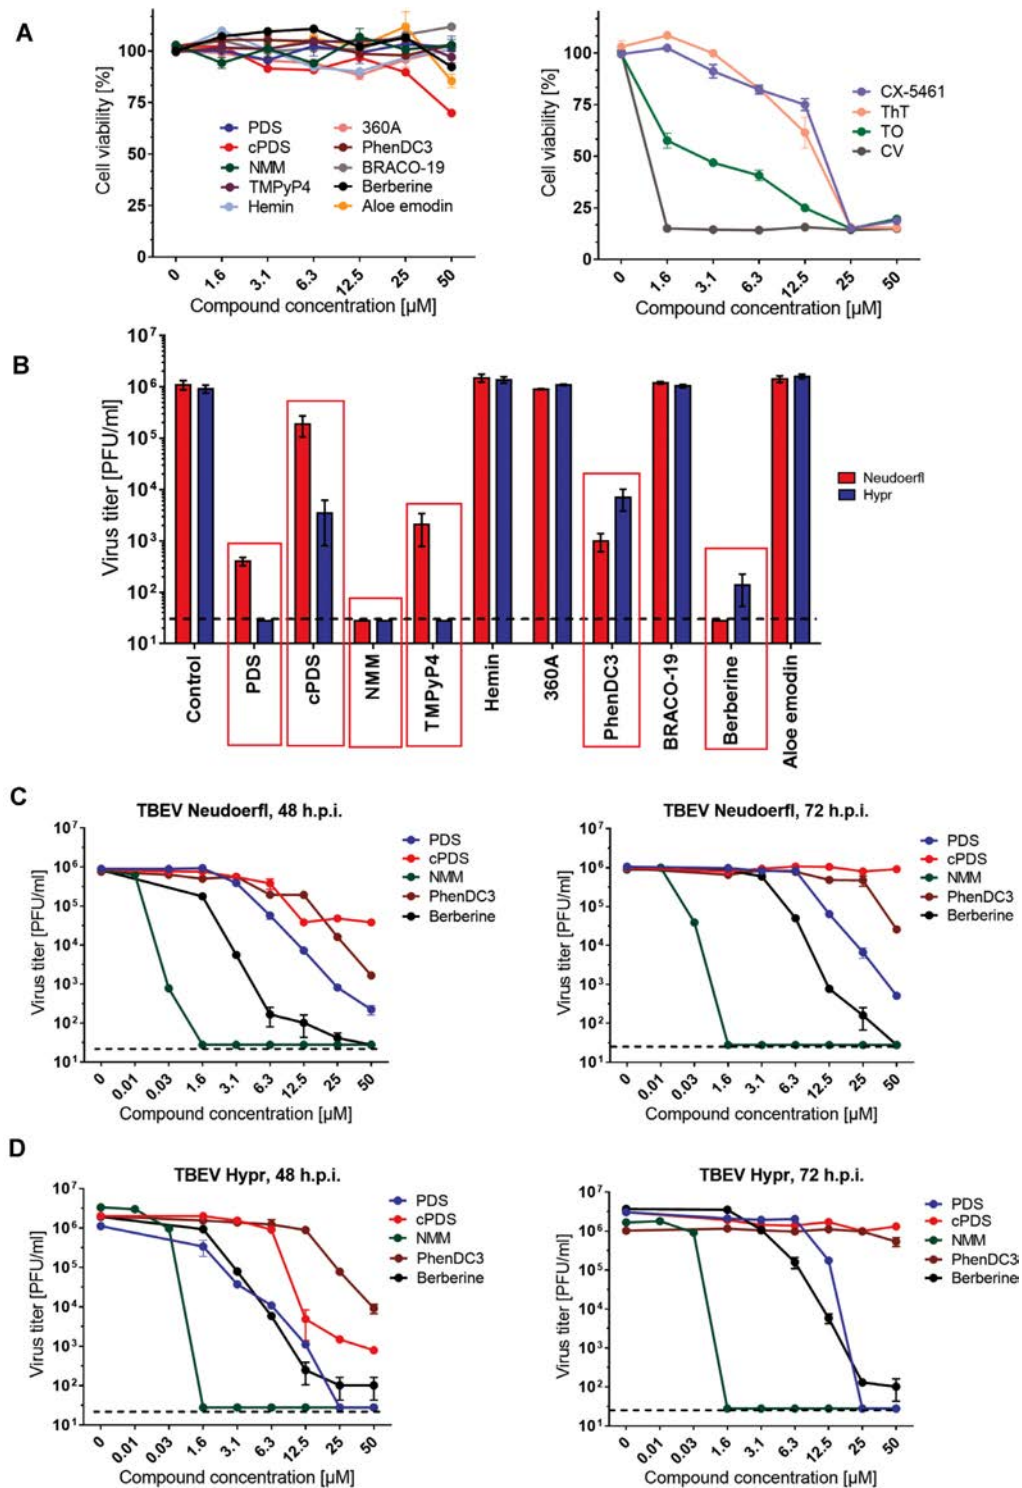 A
Cell viability [%]
100
75
50
25
0
PDS
cPDS
NMM
TMPyP4
Hemin
360A
PhenDC3
BRACO-19
Berberine
Aloe emodin
0 1.6 3.1 6.3 12.5 25 50
Compound concentration [µM]
Cell viability [%]
100
75
50
25
0
CX-5461
ThT
TO
CV
0 1.6 3.1 6.3 12.5 25 50
Compound concentration [µM]
B
Virus titer [PFU/ml]
10⁷
10⁶
10⁵
10⁴
10³
10²
10¹
Neudoerfl
Hypr
Control
PDS
cPDS
NMM
TMPyP4
Hemin
360A
PhenDC3
BRACO-19
Berberine
Aloe emodin
C
TBEV Neudoerfl, 48 h.p.i.
Virus titer [PFU/ml]
10⁷
10⁶
10⁵
10⁴
10³
10²
10¹
PDS
cPDS
NMM
PhenDC3
Berberine
0 0.01 0.03 1.6 3.1 6.3 12.5 25 50
Compound concentration [µM]
TBEV Neudoerfl, 72 h.p.i.
Virus titer [PFU/ml]
10⁷
10⁶
10⁵
10⁴
10³
10²
10¹
PDS
cPDS
NMM
PhenDC3
Berberine
0 0.01 0.03 1.6 3.1 6.3 12.5 25 50
Compound concentration [µM]
D
TBEV Hypr, 48 h.p.i.
Virus titer [PFU/ml]
10⁷
10⁶
10⁵
10⁴
10³
10²
10¹
PDS
cPDS
NMM
PhenDC3
Berberine
0 0.01 0.03 1.6 3.1 6.3 12.5 25 50
Compound concentration [µM]
TBEV Hypr, 72 h.p.i.
Virus titer [PFU/ml]
10⁷
10⁶
10⁵
10⁴
10³
10²
10¹
PDS
cPDS
NMM
PhenDC3
Berberine
0 0.01 0.03 1.6 3.1 6.3 12.5 25 50
Compound concentration [µM]